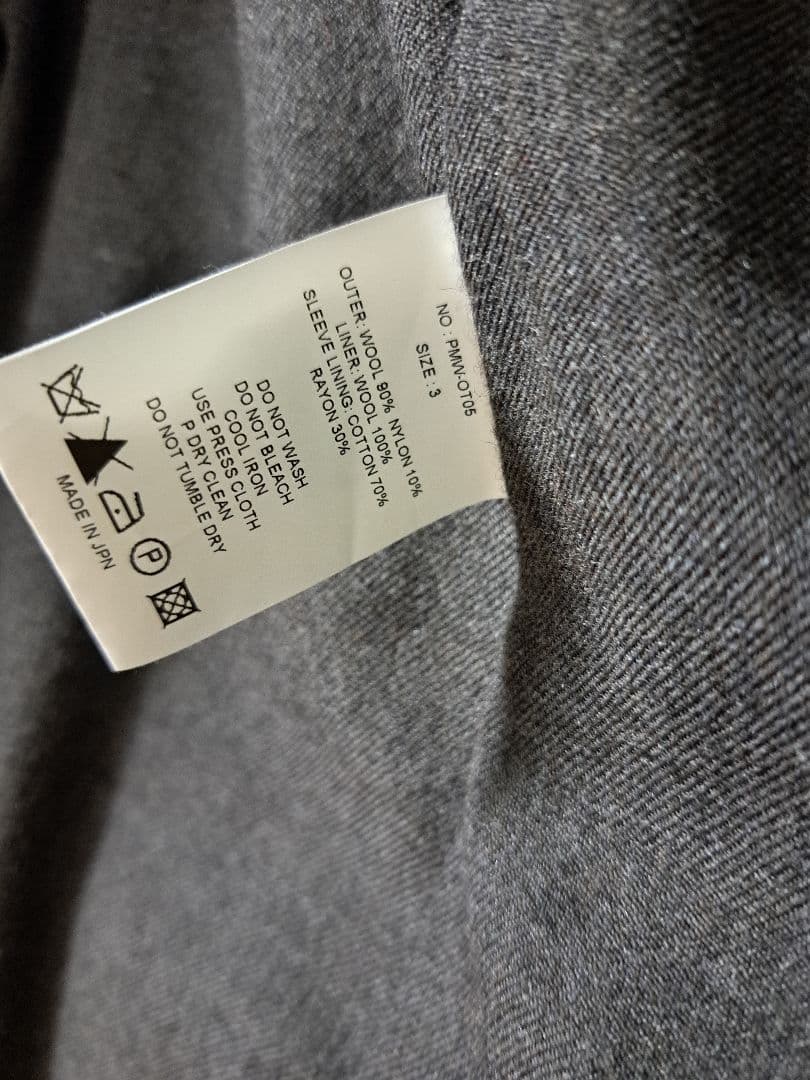 NO : PMW-OT05
SIZE : 3
OUTER: WOOL 90% NYLON 10%
LINER: WOOL 100%
SLEEVE LINING: COTTON 70%
RAYON 30%
DO NOT WASH
DO NOT BLEACH
COOL IRON
USE PRESS CLOTH
P DRY CLEAN
DO NOT TUMBLE DRY
P
MADE IN JPN